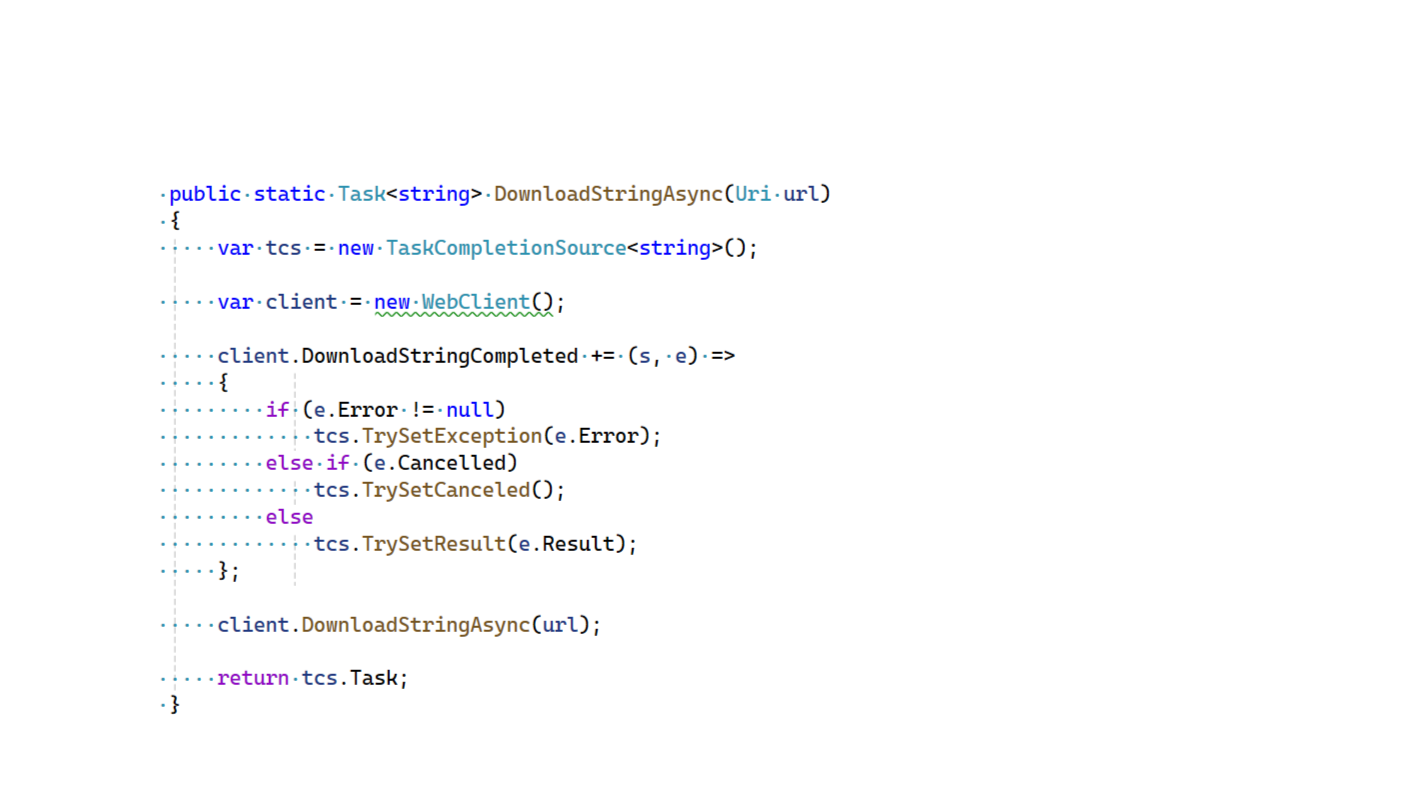 public static Task<string> DownloadStringAsync(Uri url)
{
    var tcs = new TaskCompletionSource<string>();

    var client = new WebClient();

    client.DownloadStringCompleted += (s, e) =>
    {
        if (e.Error != null)
            tcs.TrySetException(e.Error);
        else if (e.Cancelled)
            tcs.TrySetCanceled();
        else
            tcs.TrySetResult(e.Result);
    };

    client.DownloadStringAsync(url);

    return tcs.Task;
}